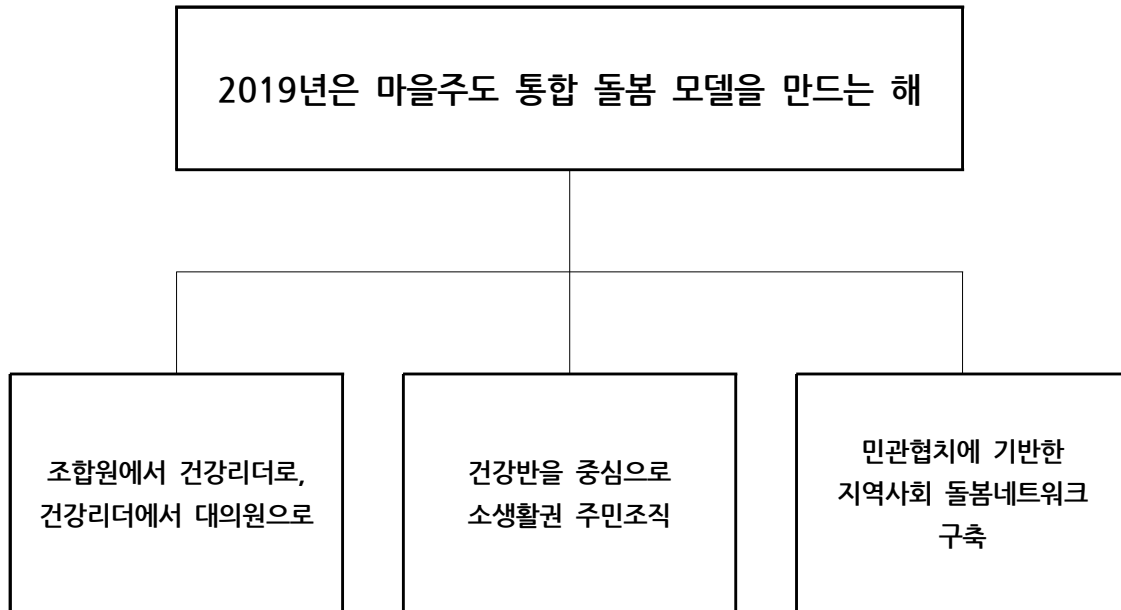 2019년은 마을주도 통합 돌봄 모델을 만드는 해
조합원에서 건강리더로,
건강리더에서 대의원으로
건강반을 중심으로
소생활권 주민조직
민관협치에 기반한
지역사회 돌봄네트워크
구축